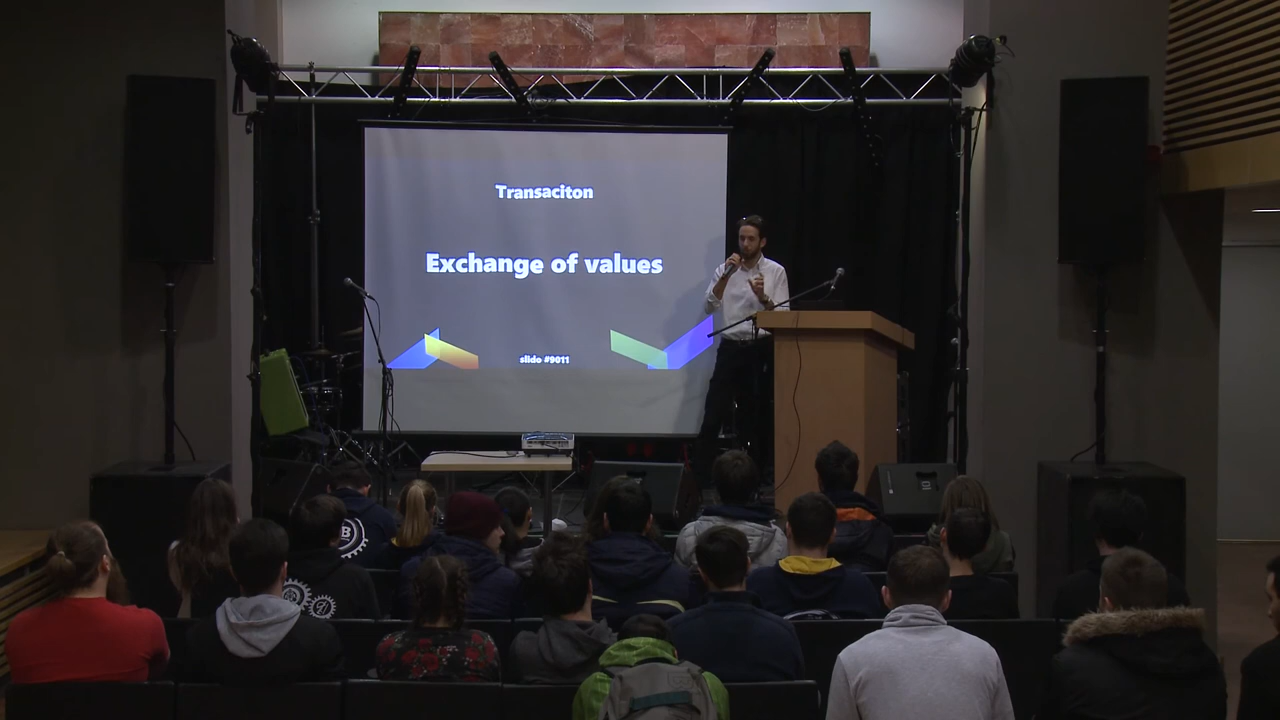 Transaciton
Exchange of values
slido #9011